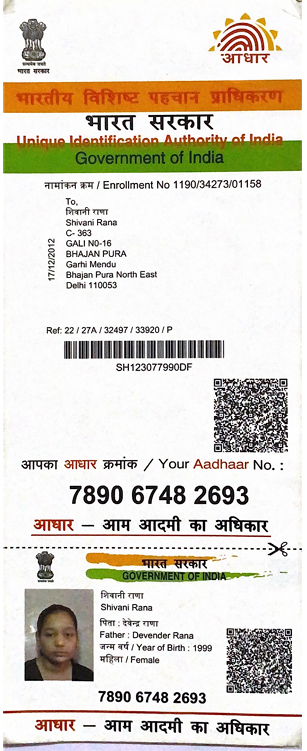 सत्यमेव जयते
भारत सरकार
आधार
भारतीय विशिष्ट पहचान प्राधिकरण
भारत सरकार
Unique Identification Authority of India
Government of India
नामांकन क्रम / Enrollment No 1190/34273/01158
To,
शिवानी राणा
Shivani Rana
C- 363
GALI N0-16
BHAJAN PURA
Garhi Mendu
Bhajan Pura North East
Delhi 110053
17/12/2012
Ref: 22 / 27A / 32497 / 33920 / P
SH123077990DF
आपका आधार क्रमांक / Your Aadhaar No. :
7890 6748 2693
आधार – आम आदमी का अधिकार
भारत सरकार
GOVERNMENT OF INDIA
शिवानी राणा
Shivani Rana
पिता : देवेन्द्र राणा
Father : Devender Rana
जन्म वर्ष / Year of Birth : 1999
महिला / Female
7890 6748 2693
आधार – आम आदमी का अधिकार